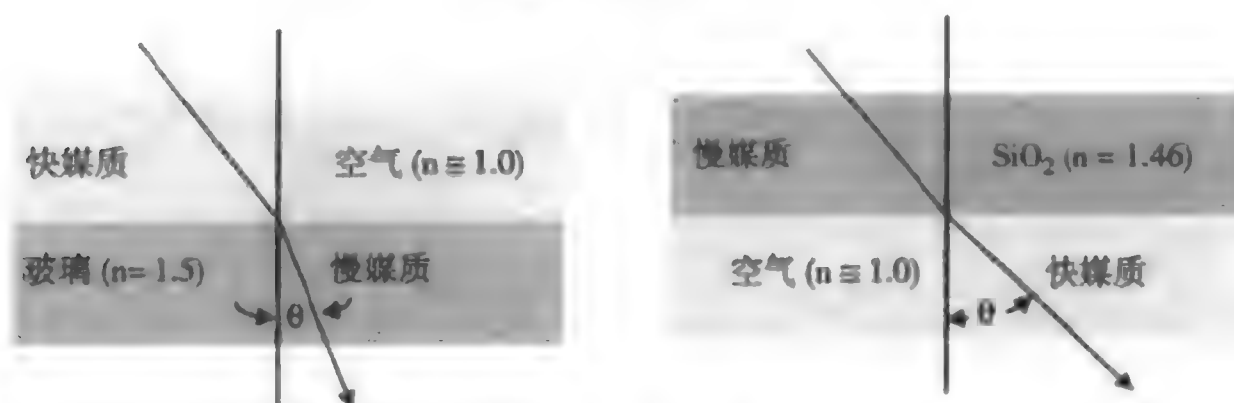 快媒质
空气 (n ≅ 1.0)
玻璃 (n= 1.5)
慢媒质
θ
慢媒质
SiO₂ (n = 1.46)
空气 (n ≅ 1.0)
快媒质
θ